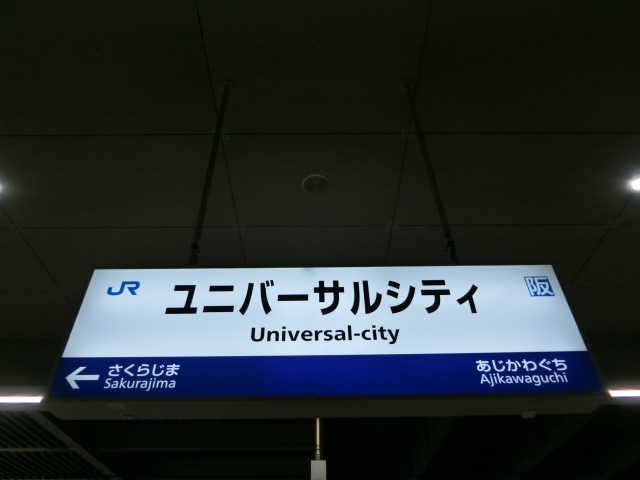 JR ユニバーサルシティ 阪
Universal-city
← さくらじま あじかわぐち
Sakurajima Ajikawaguchi